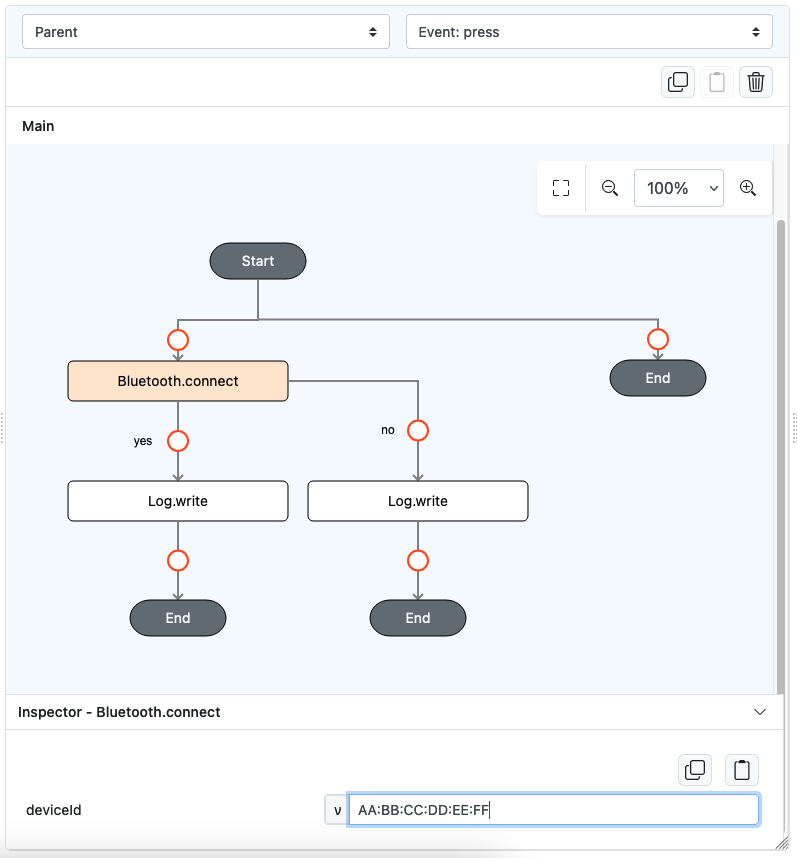 Parent
Event: press
Main
100%
Start
Bluetooth.connect
End
yes
no
Log.write
Log.write
End
End
Inspector - Bluetooth.connect
deviceId
v
AA:BB:CC:DD:EE:FF